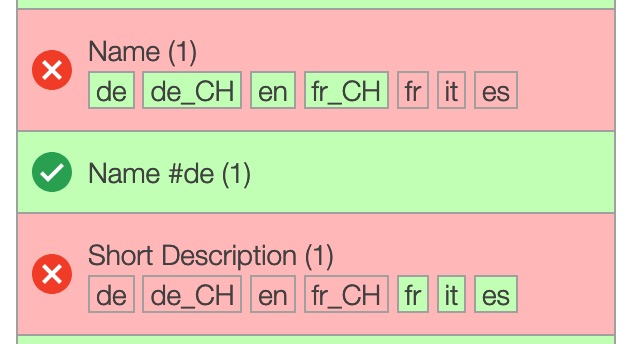 Name (1)
de de_CH en fr_CH fr it es
Name #de (1)
Short Description (1)
de de_CH en fr_CH fr it es